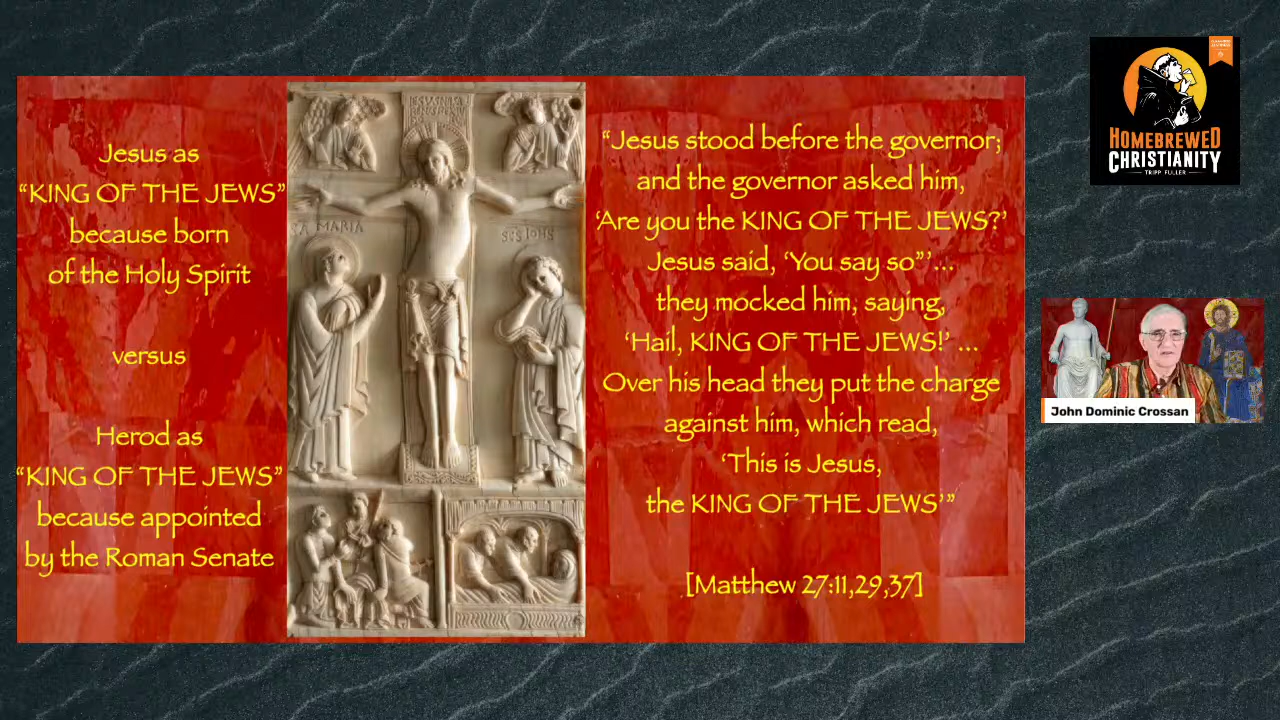 Jesus as
“KING OF THE JEWS”
because born
of the Holy Spirit
versus
Herod as
“KING OF THE JEWS”
because appointed
by the Roman Senate
“Jesus stood before the governor;
and the governor asked him,
‘Are you the KING OF THE JEWS?’
Jesus said, ‘You say so”’...
they mocked him, saying,
‘Hail, KING OF THE JEWS!’ ...
Over his head they put the charge
against him, which read,
‘This is Jesus,
the KING OF THE JEWS’”
[Matthew 27:11,29,37]
MARIA
HOMEBREWED
CHRISTIANITY
TRIPP FULLER
John Dominic Crossan